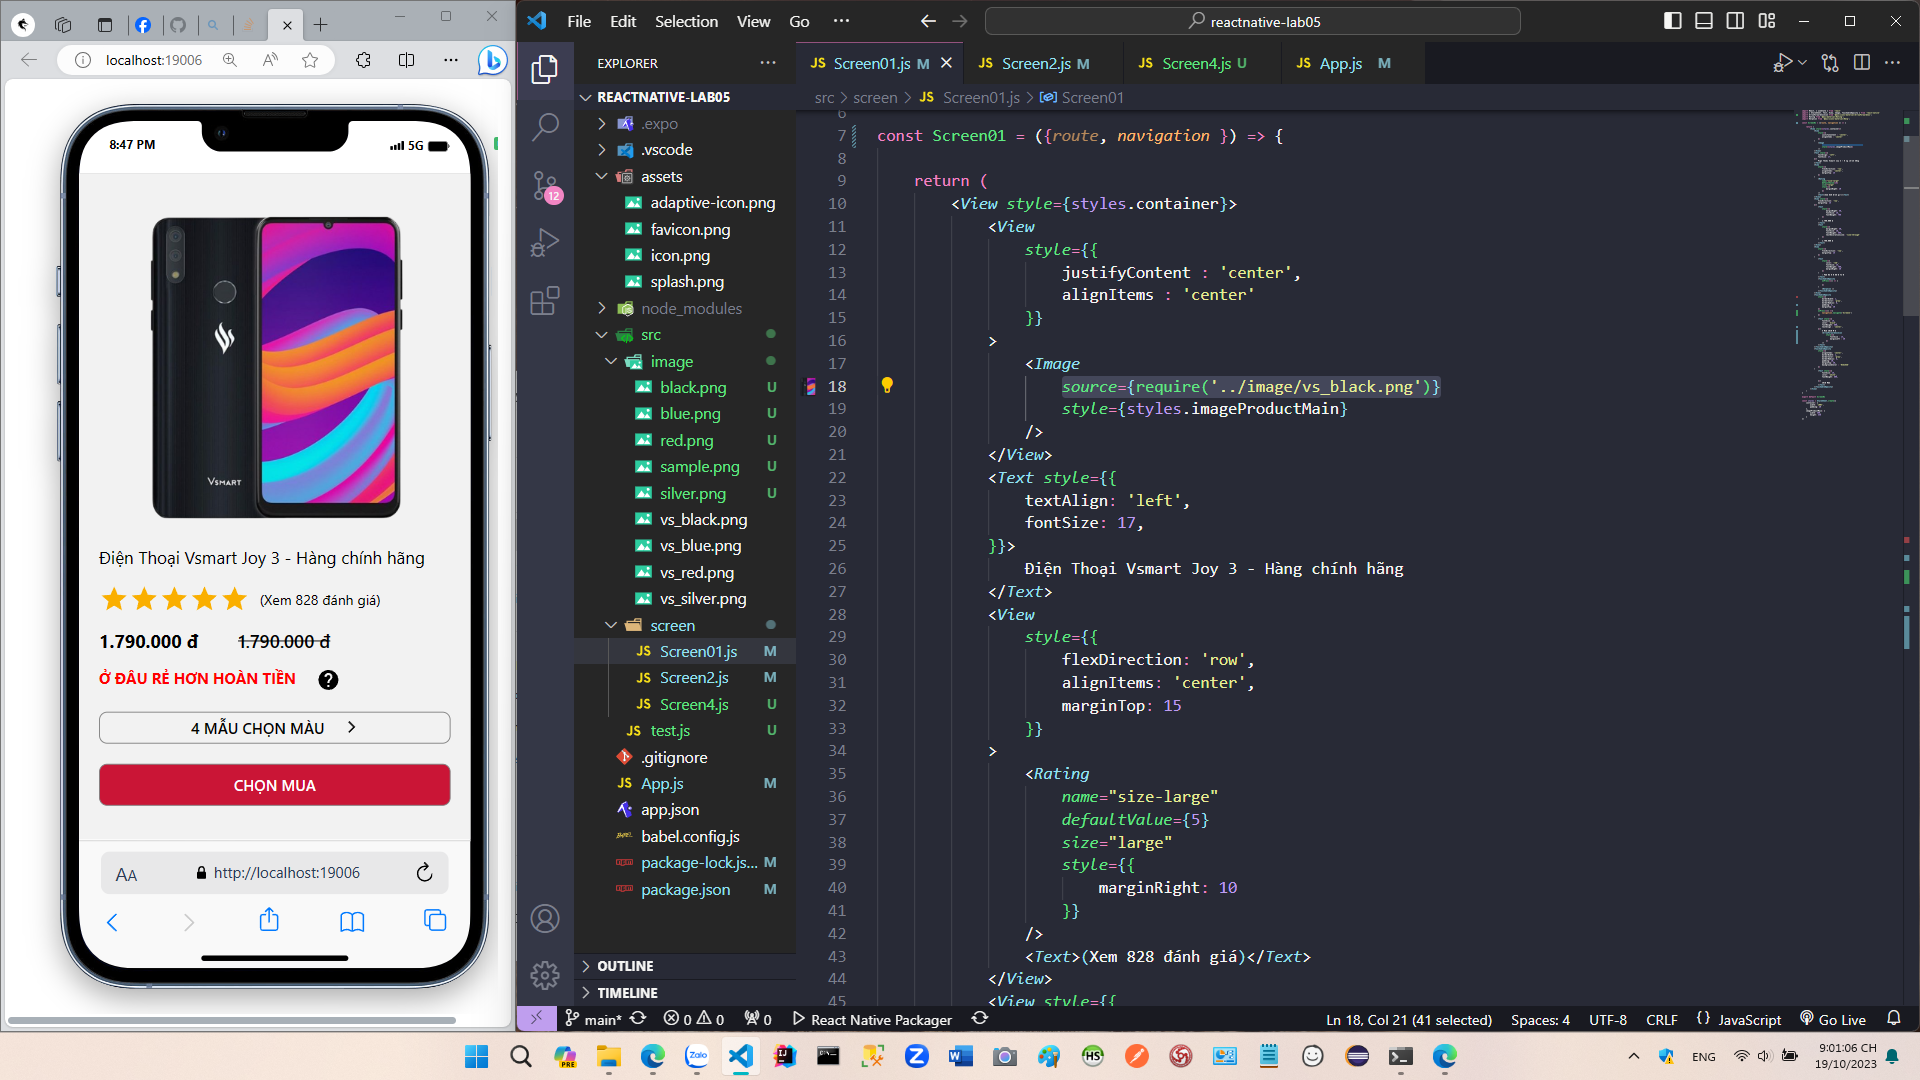 localhost:19006
8:47 PM
5G
VSMART
Điện Thoại Vsmart Joy 3 - Hàng chính hãng
(Xem 828 đánh giá)
1.790.000 đ 1.790.000 đ
Ở ĐÂU RẺ HƠN HOÀN TIỀN
4 MẪU CHỌN MÀU
CHỌN MUA
AA http://localhost:19006
File Edit Selection View Go ···
reactnative-lab05
EXPLORER
REACTNATIVE-LAB05
.expo
.vscode
assets
adaptive-icon.png
favicon.png
icon.png
splash.png
node_modules
src
image
black.png U
blue.png U
red.png U
sample.png U
silver.png U
vs_black.png
vs_blue.png
vs_red.png
vs_silver.png
screen
JS Screen01.js M
JS Screen2.js M
JS Screen4.js U
JS test.js U
.gitignore
JS App.js M
app.json
babel.config.js
package-lock.js... M
package.json M
OUTLINE
TIMELINE
12
JS Screen01.js M JS Screen2.js M JS Screen4.js U JS App.js M
src > screen > JS Screen01.js > Screen01
6
7 const Screen01 = ({route, navigation }) => {
8
9 return (
10 <View style={styles.container}>
11 <View
12 style={{
13 justifyContent : 'center',
14 alignItems : 'center'
15 }}
16 >
17 <Image
18 source={require('../image/vs_black.png')}
19 style={styles.imageProductMain}
20 />
21 </View>
22 <Text style={{
23 textAlign: 'left',
24 fontSize: 17,
25 }}>
26 Điện Thoại Vsmart Joy 3 - Hàng chính hãng
27 </Text>
28 <View
29 style={{
30 flexDirection: 'row',
31 alignItems: 'center',
32 marginTop: 15
33 }}
34 >
35 <Rating
36 name="size-large"
37 defaultValue={5}
38 size="large"
39 style={{
40 marginRight: 10
41 }}
42 />
43 <Text>(Xem 828 đánh giá)</Text>
44 </View>
45 <View style={{
main* 0 0 0 React Native Packager
Ln 18, Col 21 (41 selected) Spaces: 4 UTF-8 CRLF {} JavaScript Go Live
PRE
Zalo
HS
ENG
9:01:06 CH
19/10/2023